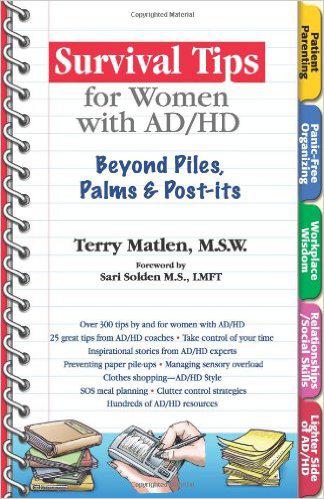 Survival Tips
for Women
with AD/HD
Beyond Piles,
Palms & Post-its
Terry Matlen, M.S.W.
Foreword by
Sari Solden M.S., LMFT
Over 300 tips by and for women with AD/HD
25 great tips from AD/HD coaches • Take control of your time
Inspirational stories from AD/HD experts
Preventing paper pile-ups • Managing sensory overload
Clothes shopping—AD/HD Style
SOS meal planning • Clutter control strategies
Hundreds of AD/HD resources
Patient
Parenting
Panic-Free
Organizing
Workplace
Wisdom
Relationships
/Social Skills
Lighter Side
of AD/HD